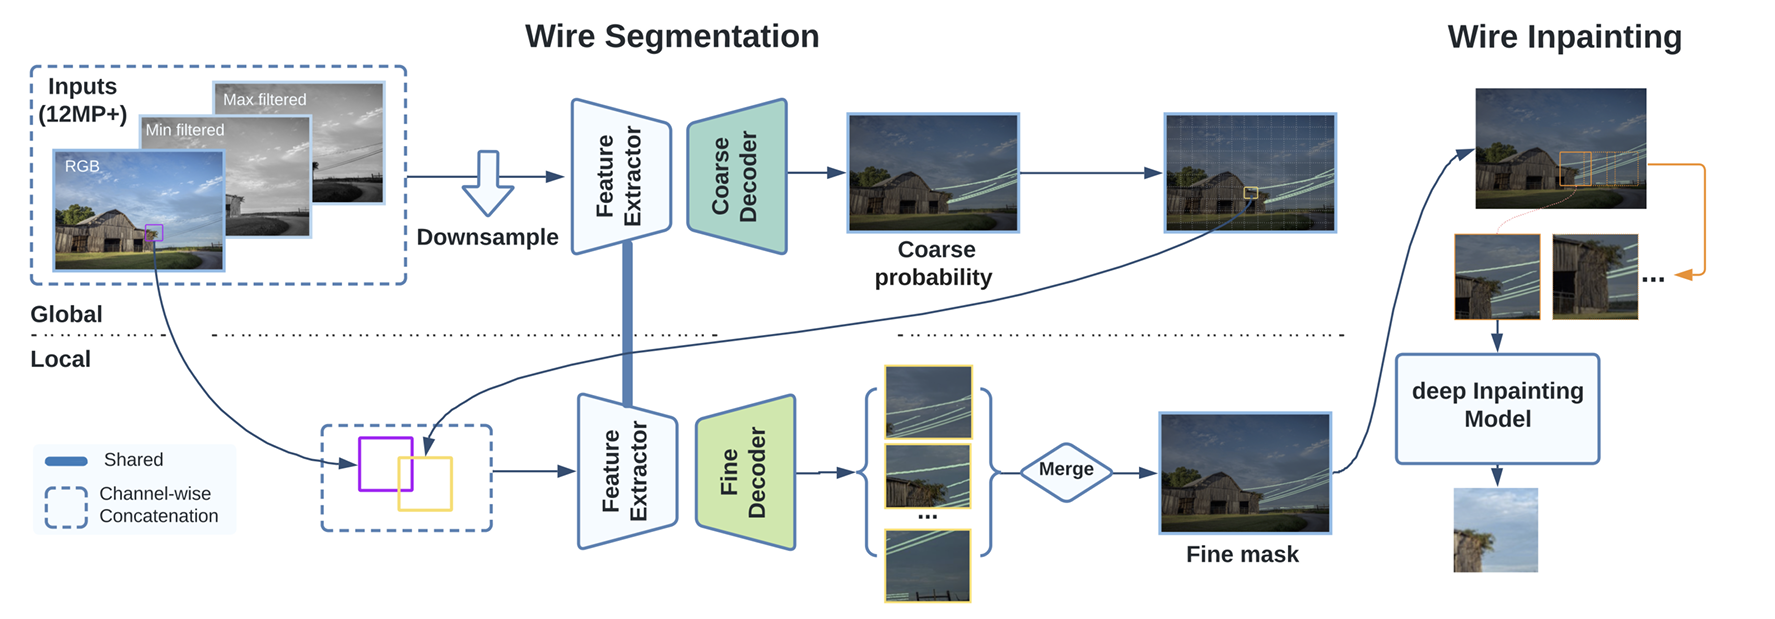 Wire Segmentation
Wire Inpainting
Inputs
(12MP+)
Max filtered
Min filtered
RGB
Downsample
Feature
Extractor
Coarse
Decoder
Coarse
probability
Global
Local
Shared
Channel-wise
Concatenation
Feature
Extractor
Fine
Decoder
...
Merge
Fine mask
...
deep Inpainting
Model